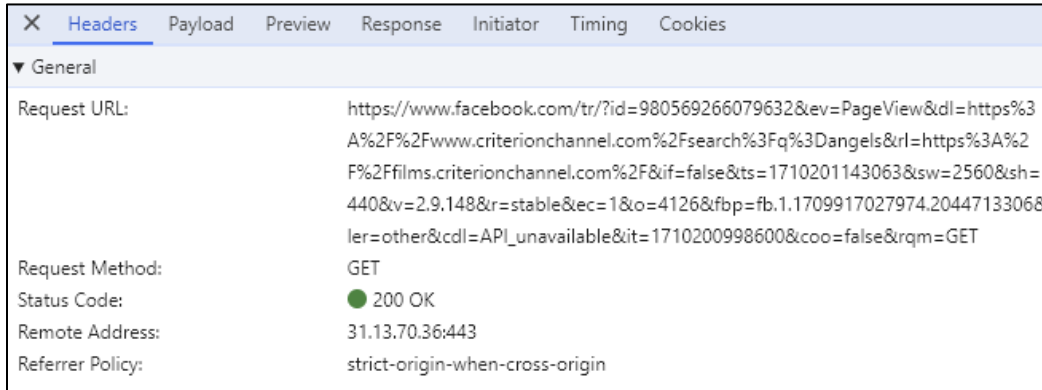 × Headers Payload Preview Response Initiator Timing Cookies
▼ General
Request URL: https://www.facebook.com/tr/?id=980569266079632&ev=PageView&dl=https%3
A%2F%2Fwww.criterionchannel.com%2Fsearch%3Fq%3Dangels&rl=https%3A%2
F%2Ffilms.criterionchannel.com%2F&if=false&ts=1710201143063&sw=2560&sh=
440&v=2.9.148&r=stable&ec=1&o=4126&fbp=fb.1.1709917027974.2044713306&
ler=other&cdl=API_unavailable&it=1710200998600&coo=false&rqm=GET
Request Method: GET
Status Code: 200 OK
Remote Address: 31.13.70.36:443
Referrer Policy: strict-origin-when-cross-origin